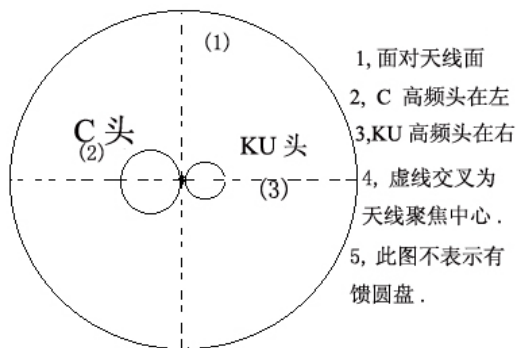 (1)
C 头
(2)
KU 头
(3)
1, 面对天线面
2, C 高频头在左
3,KU 高频头在右
4, 虚线交叉为
天线聚焦中心 .
5, 此图不表示有
馈圆盘 .